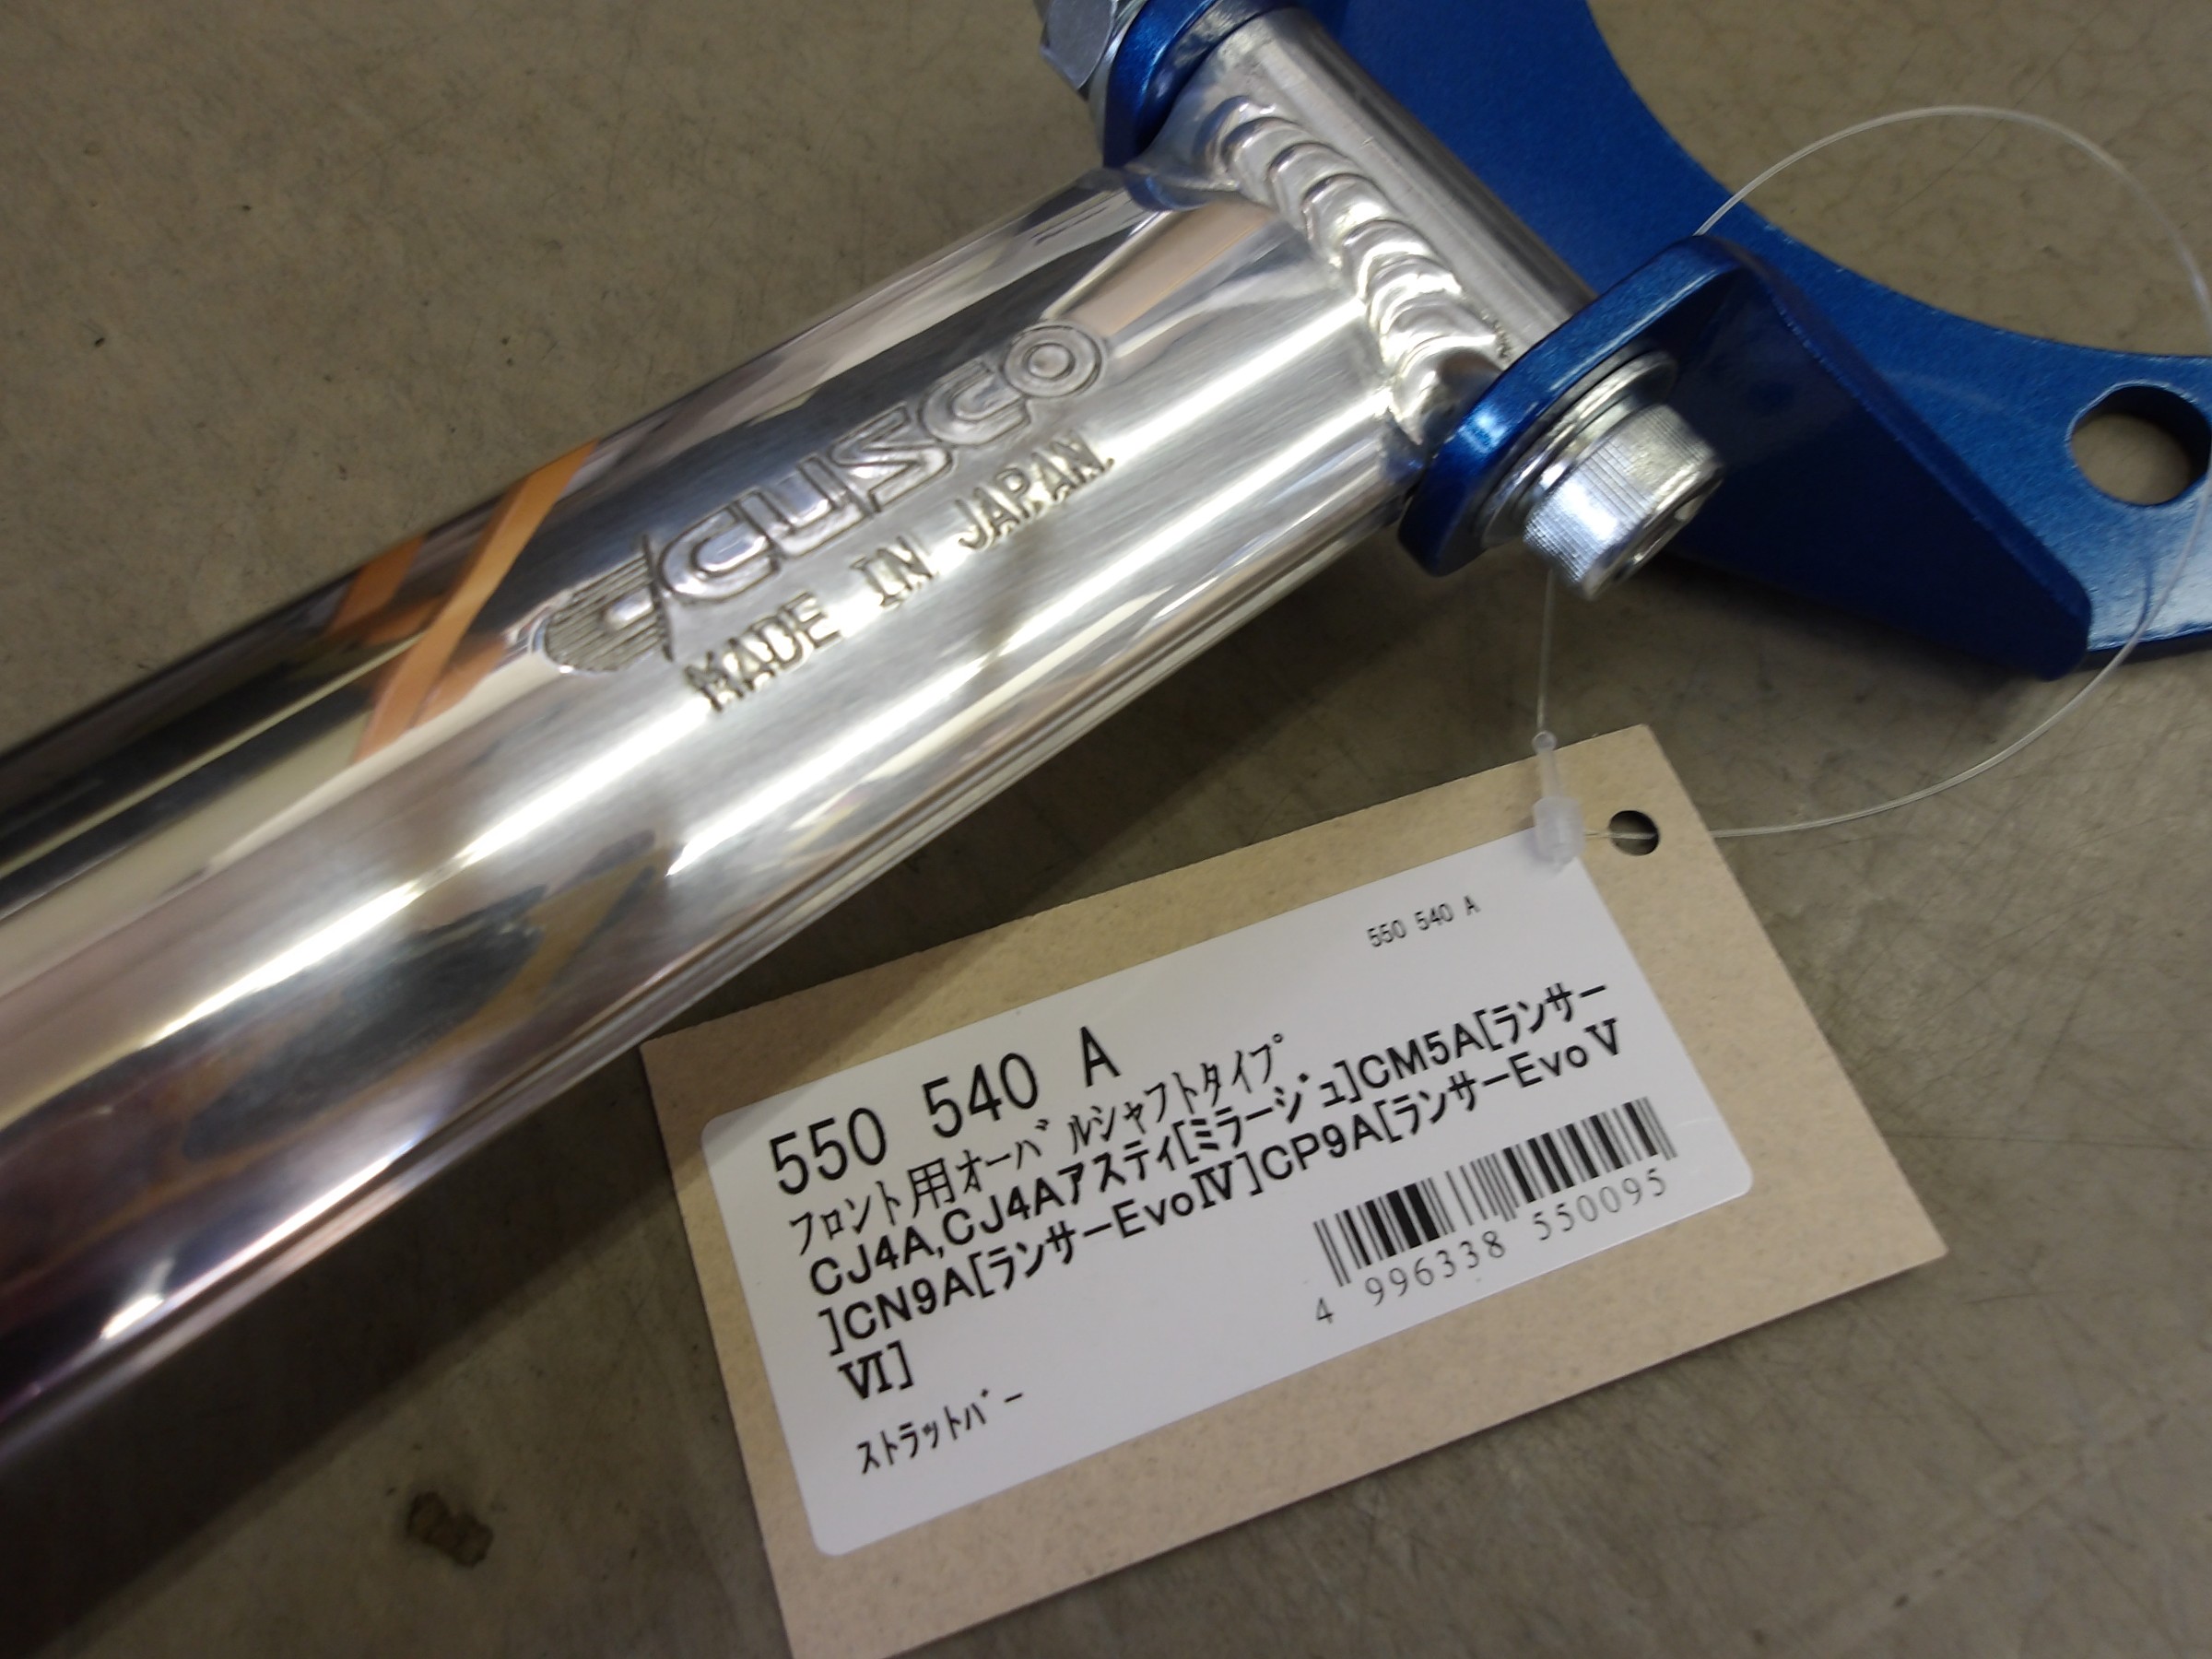 CUSCO
MADE IN JAPAN.
550 540 A
550 540 A
ﾌﾛﾝﾄ用ｵｰﾊﾞﾙｼｬﾌﾄﾀｲﾌﾟ
CJ4A,CJ4Aｱｽﾃｨ[ﾐﾗｰｼﾞｭ]CM5A[ﾗﾝｻｰ
]CN9A[ﾗﾝｻｰEvoⅣ]CP9A[ﾗﾝｻｰEvoⅤ
Ⅵ]
ｽﾄﾗｯﾄﾊﾞｰ
4 996338 550095